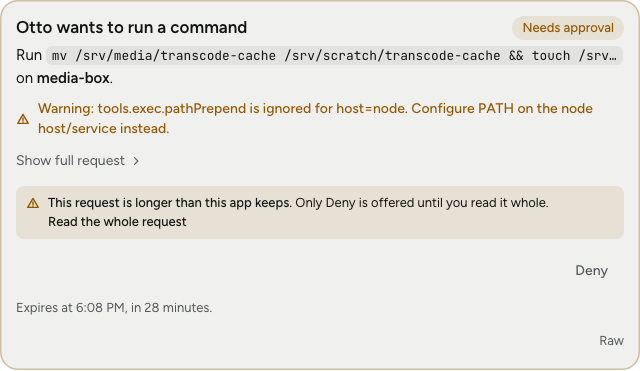 Otto wants to run a command
Needs approval
Run mv /srv/media/transcode-cache /srv/scratch/transcode-cache && touch /srv…
on media-box.
Warning: tools.exec.pathPrepend is ignored for host=node. Configure PATH on the node
host/service instead.
Show full request
This request is longer than this app keeps. Only Deny is offered until you read it whole.
Read the whole request
Deny
Expires at 6:08 PM, in 28 minutes.
Raw